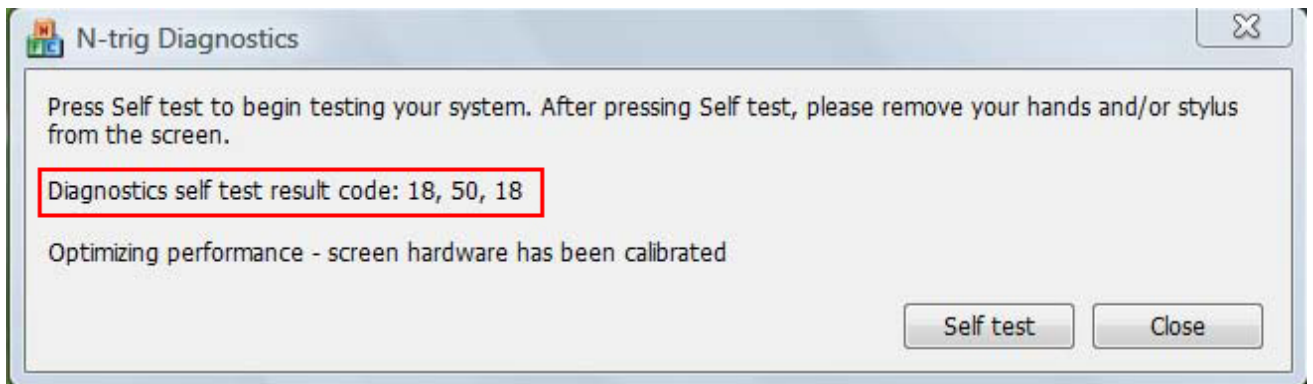 N-trig Diagnostics
Press Self test to begin testing your system. After pressing Self test, please remove your hands and/or stylus
from the screen.
Diagnostics self test result code: 18, 50, 18
Optimizing performance - screen hardware has been calibrated
Self test Close